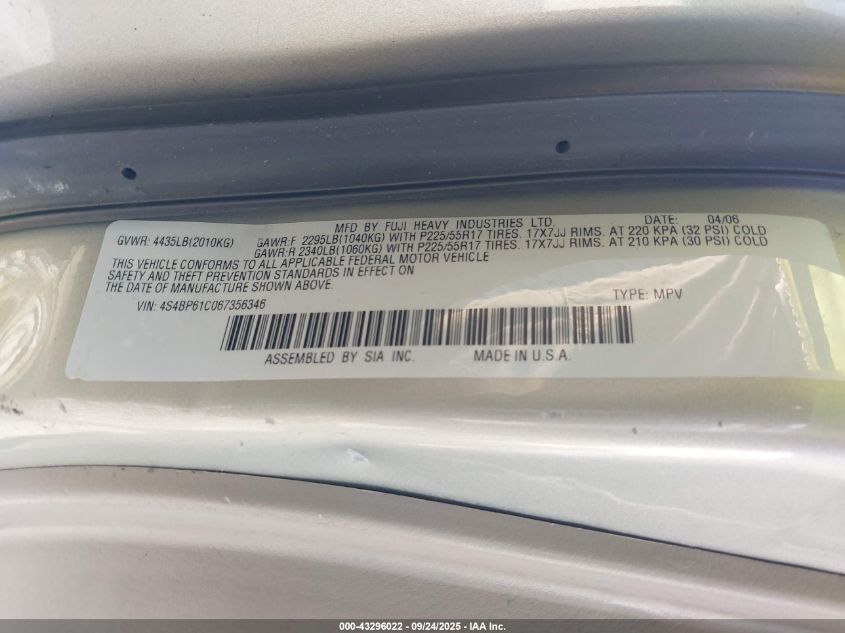 MFD BY FUJI HEAVY INDUSTRIES LTD. DATE: 04/06
GVWR: 4435LB(2010KG) GAWR:F 2295LB(1040KG) WITH P225/55R17 TIRES. 17X7JJ RIMS. AT 220 KPA (32 PSI) COLD
GAWR:R 2340LB(1060KG) WITH P225/55R17 TIRES. 17X7JJ RIMS. AT 210 KPA (30 PSI) COLD
THIS VEHICLE CONFORMS TO ALL APPLICABLE FEDERAL MOTOR VEHICLE
SAFETY AND THEFT PREVENTION STANDARDS IN EFFECT ON
THE DATE OF MANUFACTURE SHOWN ABOVE.
VIN: 4S4BP61C067356346 TYPE: MPV
ASSEMBLED BY SIA INC. MADE IN U.S.A.
000-43296022 - 09/24/2025 - IAA Inc.